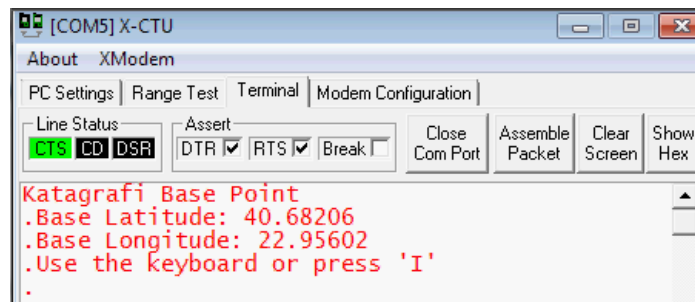 [COM5] X-CTU
About XModem
PC Settings Range Test Terminal Modem Configuration
Line Status Assert
CTS CD DSR DTR RTS Break
Close Com Port
Assemble Packet
Clear Screen
Show Hex
Katagrafi Base Point
.Base Latitude: 40.68206
.Base Longitude: 22.95602
.Use the keyboard or press 'I'
.